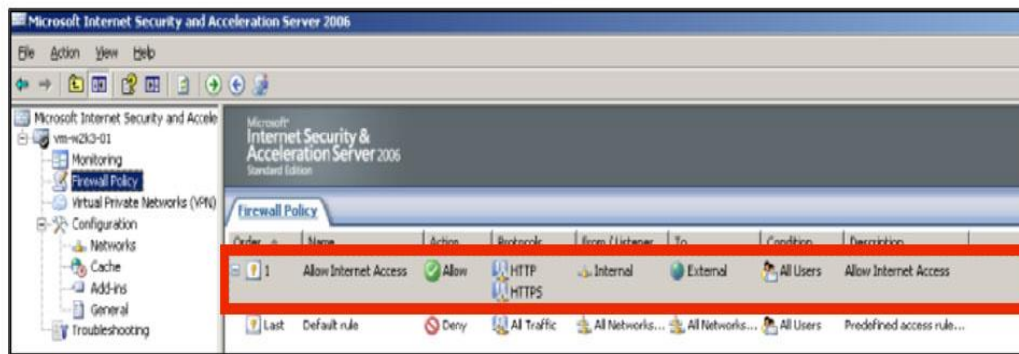 Microsoft Internet Security and Acceleration Server 2006
File Action View Help
Microsoft Internet Security and Accele
vm-w2k3-01
Monitoring
Firewall Policy
Virtual Private Networks (VPN)
Configuration
Networks
Cache
Add-ins
General
Troubleshooting
Microsoft®
Internet Security &
Acceleration Server 2006
Standard Edition
Firewall Policy
Order Name Action Protocols From / Listener To Condition Description
1 Allow Internet Access Allow HTTP Internal External All Users Allow Internet Access
HTTPS
Last Default rule Deny All Traffic All Networks... All Networks... All Users Predefined access rule...